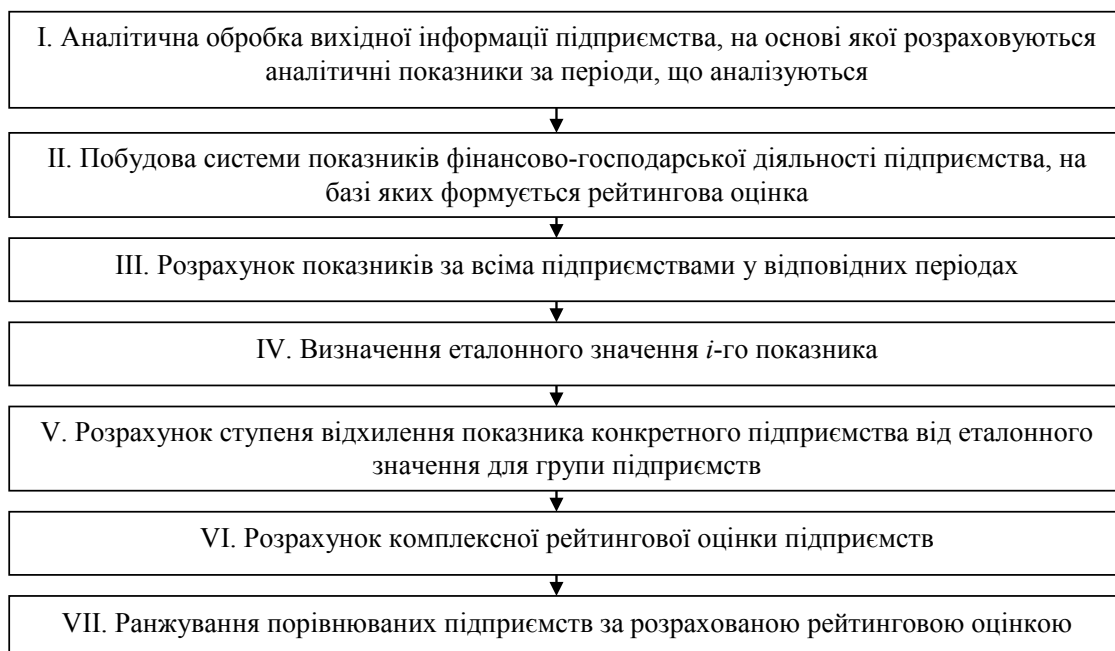 I. Аналітична обробка вихідної інформації підприємства, на основі якої розраховуються
аналітичні показники за періоди, що аналізуються
II. Побудова системи показників фінансово-господарської діяльності підприємства, на
базі яких формується рейтингова оцінка
III. Розрахунок показників за всіма підприємствами у відповідних періодах
IV. Визначення еталонного значення i-го показника
V. Розрахунок ступеня відхилення показника конкретного підприємства від еталонного
значення для групи підприємств
VI. Розрахунок комплексної рейтингової оцінки підприємств
VII. Ранжування порівнюваних підприємств за розрахованою рейтинговою оцінкою